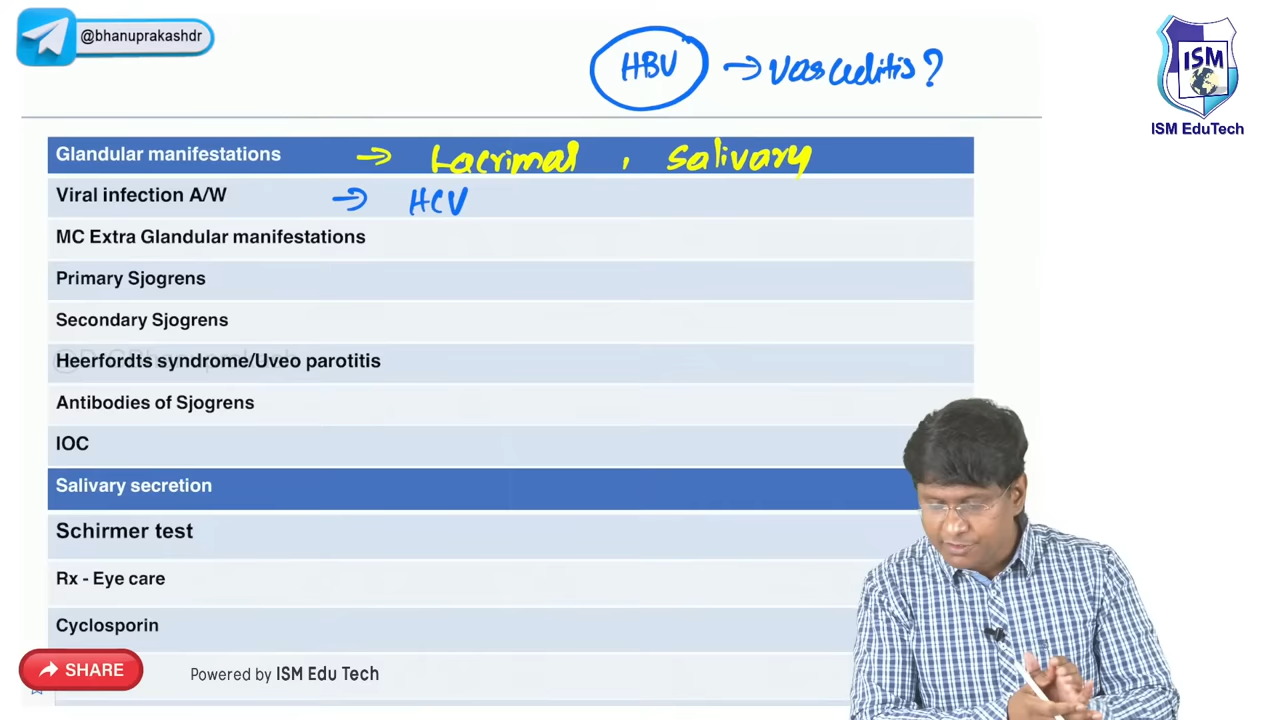 @bhanuprakashdr
HBU → vasculitis?
ISM
ISM EduTech
Glandular manifestations → Lacrimal , Salivary
Viral infection A/W → HCV
MC Extra Glandular manifestations
Primary Sjogrens
Secondary Sjogrens
Heerfordts syndrome/Uveo parotitis
Antibodies of Sjogrens
IOC
Salivary secretion
Schirmer test
Rx - Eye care
Cyclosporin
SHARE
Powered by ISM Edu Tech